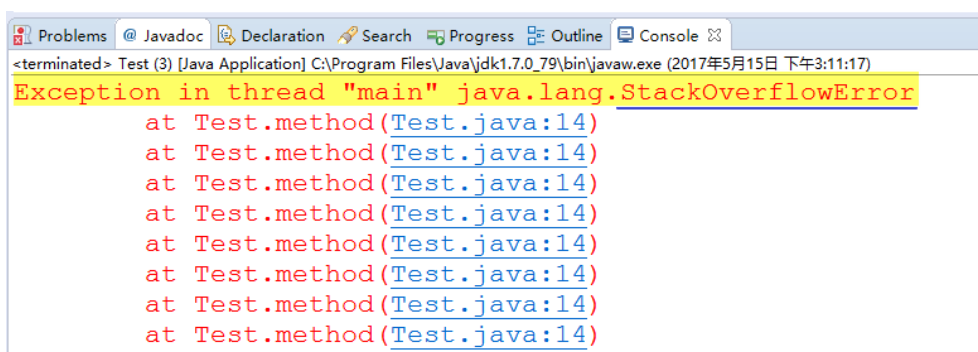 Problems @ Javadoc Declaration Search Progress Outline Console
<terminated> Test (3) [Java Application] C:\Program Files\Java\jdk1.7.0_79\bin\javaw.exe (2017年5月15日 下午3:11:17)
Exception in thread "main" java.lang.StackOverflowError
at Test.method(Test.java:14)
at Test.method(Test.java:14)
at Test.method(Test.java:14)
at Test.method(Test.java:14)
at Test.method(Test.java:14)
at Test.method(Test.java:14)
at Test.method(Test.java:14)
at Test.method(Test.java:14)